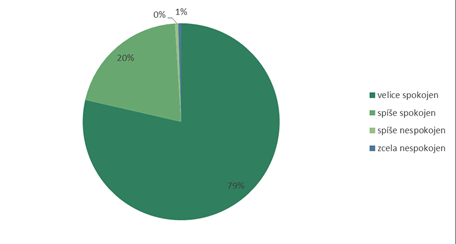 0%
1%
20%
79%
velice spokojen
spíše spokojen
spíše nespokojen
zcela nespokojen